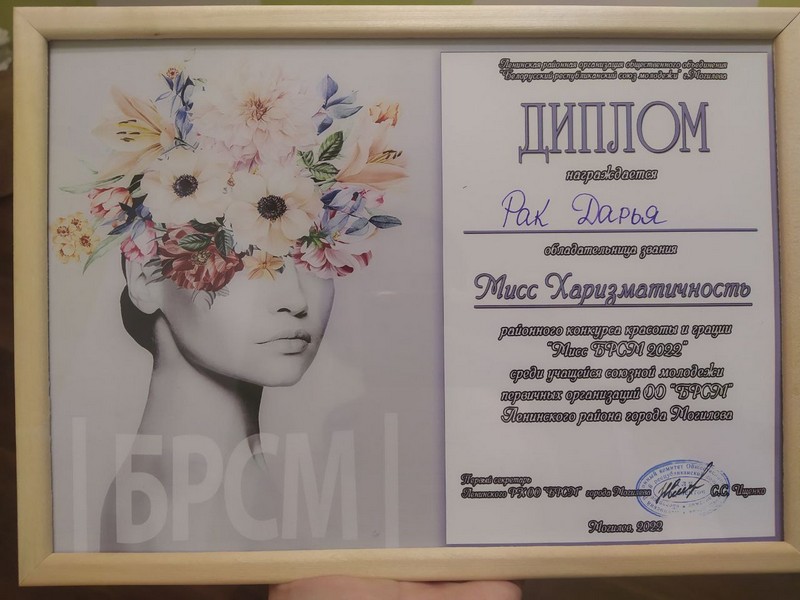 Ленинская районная организация общественного объединения
"Белорусский республиканский союз молодежи" г.Могилева
ДИПЛОМ
награждается
Рак Дарья
обладательница звания
Мисс Харизматичность
районного конкурса красоты и грации
"Мисс БРСМ 2022"
среди учащейся союзной молодежи
первичных организаций ОО "БРСМ"
Ленинского района города Могилева
Первый секретарь
Ленинского РКОО "БРСМ" города Могилева С.С. Ищенко
Могилев, 2022
БРСМ